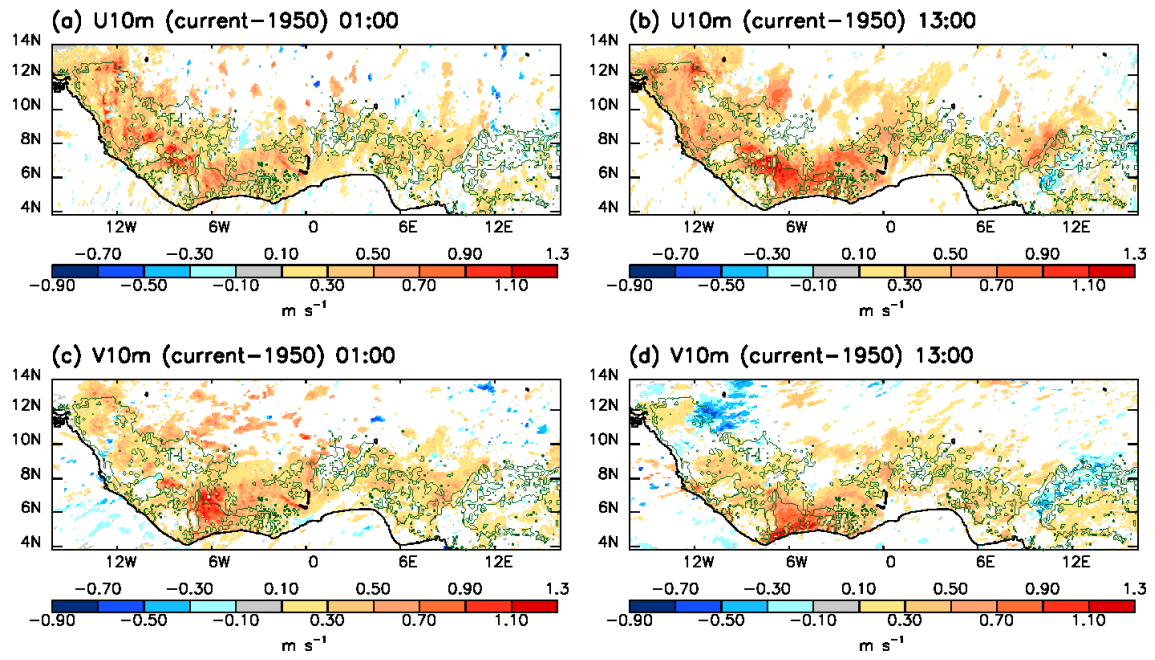 (a) U10m (current−1950) 01:00
14N
12N
10N
8N
6N
4N
12W 6W 0 6E 12E
−0.70 −0.30 0.10 0.50 0.90 1.3
−0.90 −0.50 −0.10 0.30 0.70 1.10
m s⁻¹
(b) U10m (current−1950) 13:00
14N
12N
10N
8N
6N
4N
12W 6W 0 6E 12E
−0.70 −0.30 0.10 0.50 0.90 1.3
−0.90 −0.50 −0.10 0.30 0.70 1.10
m s⁻¹
(c) V10m (current−1950) 01:00
14N
12N
10N
8N
6N
4N
12W 6W 0 6E 12E
−0.70 −0.30 0.10 0.50 0.90 1.3
−0.90 −0.50 −0.10 0.30 0.70 1.10
m s⁻¹
(d) V10m (current−1950) 13:00
14N
12N
10N
8N
6N
4N
12W 6W 0 6E 12E
−0.70 −0.30 0.10 0.50 0.90 1.3
−0.90 −0.50 −0.10 0.30 0.70 1.10
m s⁻¹